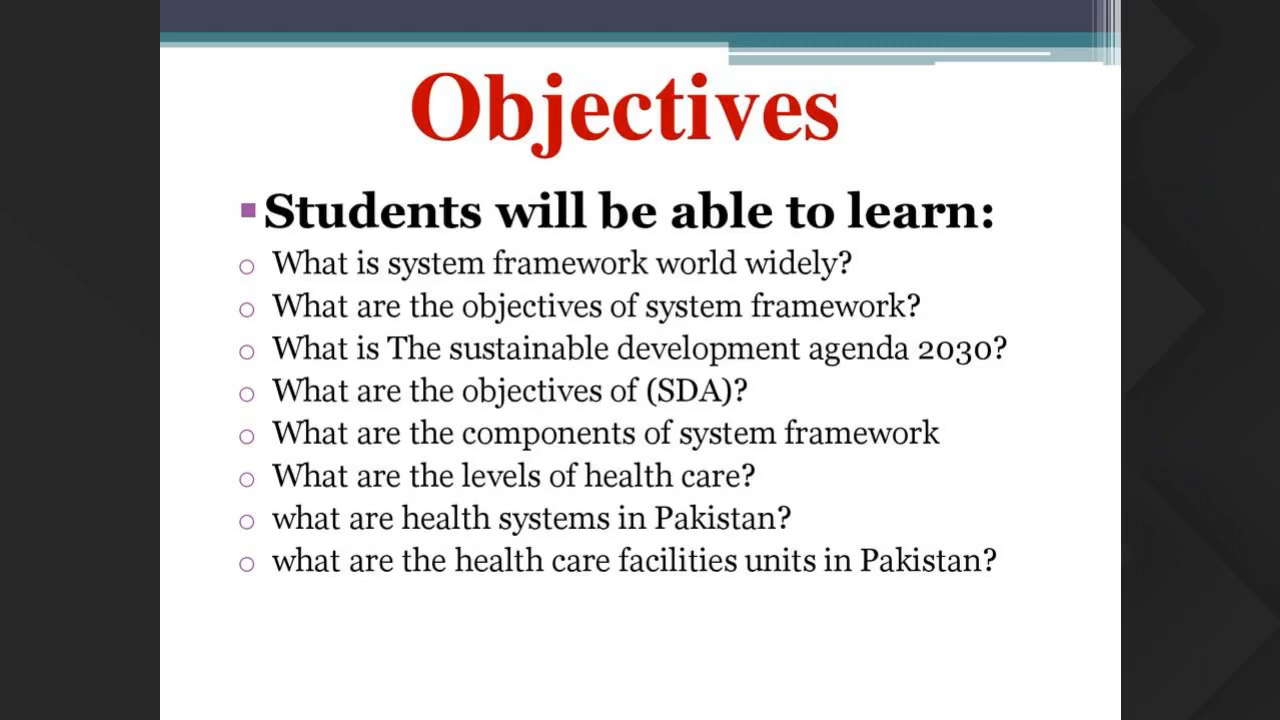 Objectives
Students will be able to learn:
What is system framework world widely?
What are the objectives of system framework?
What is The sustainable development agenda 2030?
What are the objectives of (SDA)?
What are the components of system framework
What are the levels of health care?
what are health systems in Pakistan?
what are the health care facilities units in Pakistan?